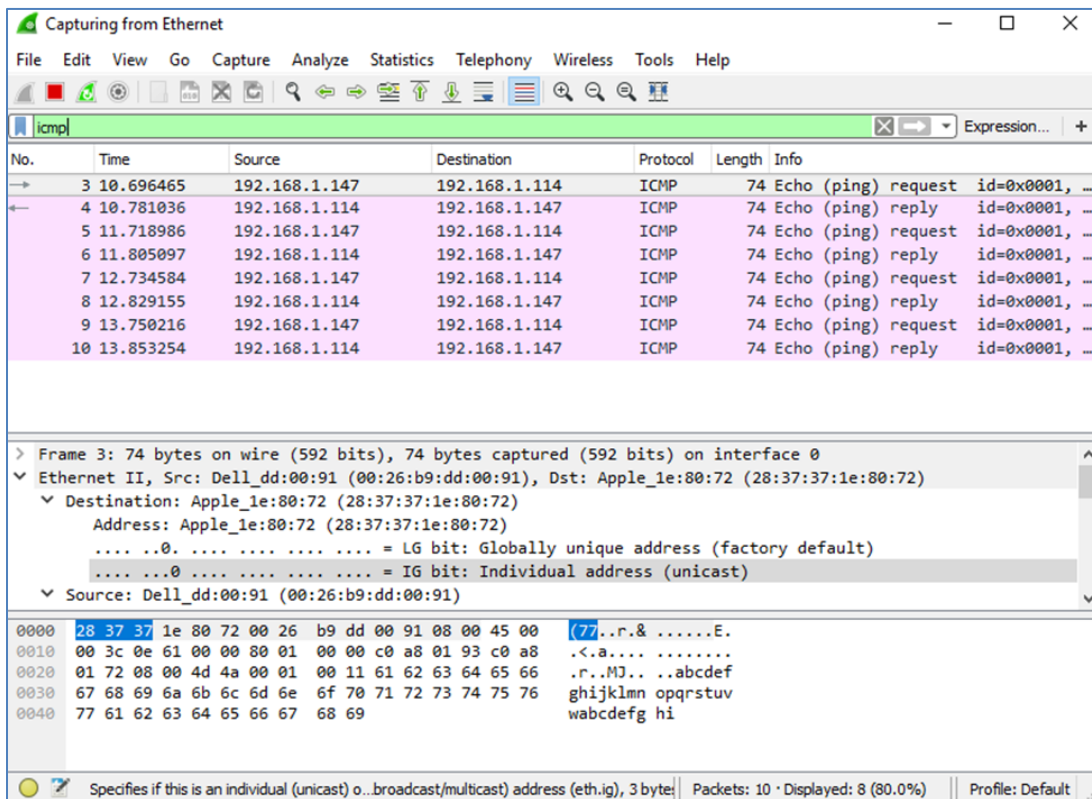 Capturing from Ethernet
File Edit View Go Capture Analyze Statistics Telephony Wireless Tools Help
icmp Expression... +
No. Time Source Destination Protocol Length Info
3 10.696465 192.168.1.147 192.168.1.114 ICMP 74 Echo (ping) request id=0x0001, …
4 10.781036 192.168.1.114 192.168.1.147 ICMP 74 Echo (ping) reply id=0x0001, …
5 11.718986 192.168.1.147 192.168.1.114 ICMP 74 Echo (ping) request id=0x0001, …
6 11.805097 192.168.1.114 192.168.1.147 ICMP 74 Echo (ping) reply id=0x0001, …
7 12.734584 192.168.1.147 192.168.1.114 ICMP 74 Echo (ping) request id=0x0001, …
8 12.829155 192.168.1.114 192.168.1.147 ICMP 74 Echo (ping) reply id=0x0001, …
9 13.750216 192.168.1.147 192.168.1.114 ICMP 74 Echo (ping) request id=0x0001, …
10 13.853254 192.168.1.114 192.168.1.147 ICMP 74 Echo (ping) reply id=0x0001, …
Frame 3: 74 bytes on wire (592 bits), 74 bytes captured (592 bits) on interface 0
Ethernet II, Src: Dell_dd:00:91 (00:26:b9:dd:00:91), Dst: Apple_1e:80:72 (28:37:37:1e:80:72)
Destination: Apple_1e:80:72 (28:37:37:1e:80:72)
Address: Apple_1e:80:72 (28:37:37:1e:80:72)
.... ..0. .... .... .... .... = LG bit: Globally unique address (factory default)
.... ...0 .... .... .... .... = IG bit: Individual address (unicast)
Source: Dell_dd:00:91 (00:26:b9:dd:00:91)
0000 28 37 37 1e 80 72 00 26 b9 dd 00 91 08 00 45 00 (77..r.& ......E.
0010 00 3c 0e 61 00 00 80 01 00 00 c0 a8 01 93 c0 a8 .<.a.... ........
0020 01 72 08 00 4d 4a 00 01 00 11 61 62 63 64 65 66 .r..MJ.. ..abcdef
0030 67 68 69 6a 6b 6c 6d 6e 6f 70 71 72 73 74 75 76 ghijklmn opqrstuv
0040 77 61 62 63 64 65 66 67 68 69 wabcdefg hi
Specifies if this is an individual (unicast) o...broadcast/multicast) address (eth.ig), 3 bytes Packets: 10 · Displayed: 8 (80.0%) Profile: Default